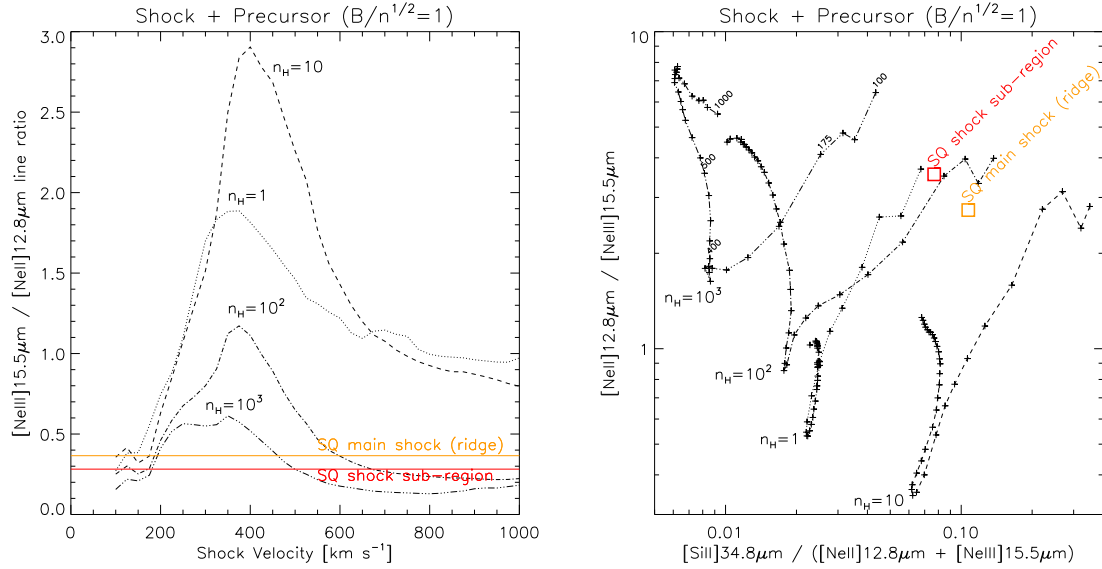 Shock + Precursor (B/n^{1/2}=1)
[NeIII]15.5μm / [NeII]12.8μm line ratio
3.0
2.5
2.0
1.5
1.0
0.5
0.0
n_H=10
n_H=1
n_H=10^2
n_H=10^3
SQ main shock (ridge)
SQ shock sub-region
0
200
400
600
800
1000
Shock Velocity [km s^{-1}]
Shock + Precursor (B/n^{1/2}=1)
[NeII]12.8μm / [NeIII]15.5μm
10
1
1000
500
400
175
100
SQ shock sub-region
SQ main shock (ridge)
n_H=10^3
n_H=10^2
n_H=1
n_H=10
0.01
0.10
[SiII]34.8μm / ([NeII]12.8μm + [NeIII]15.5μm)